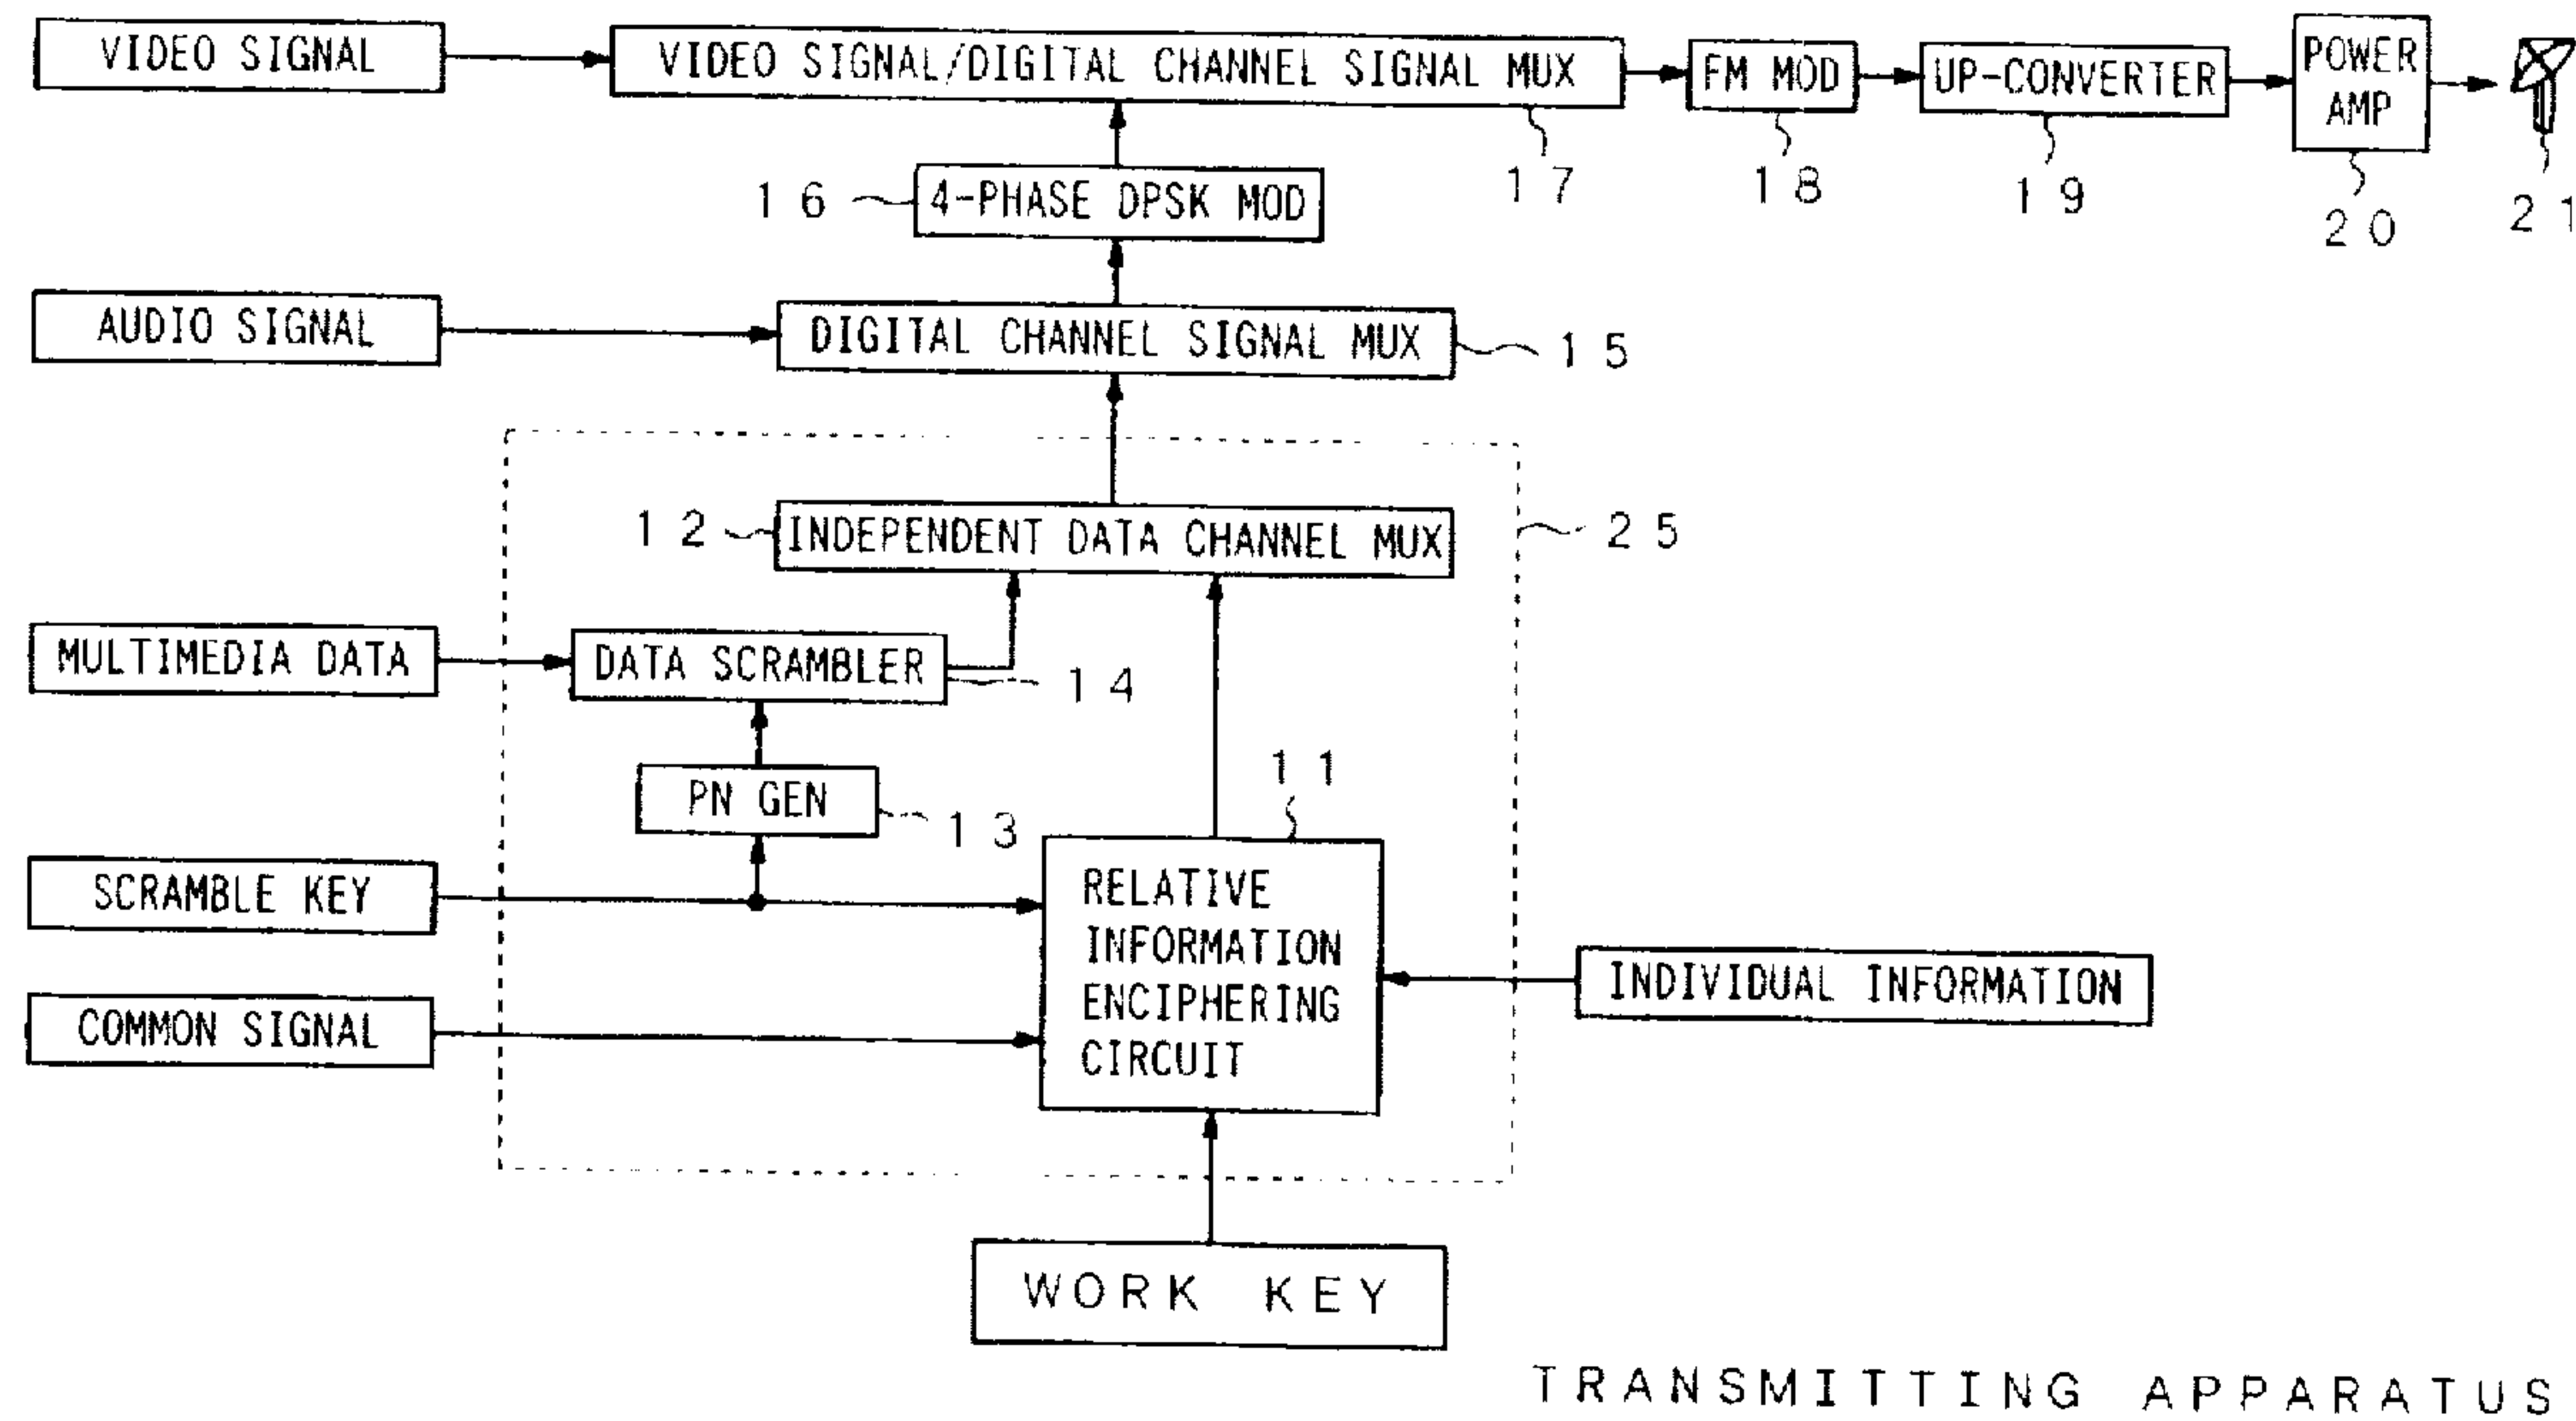 VIDEO SIGNAL
VIDEO SIGNAL/DIGITAL CHANNEL SIGNAL MUX
FM MOD
UP-CONVERTER
POWER
AMP
17
18
19
20
21
16
4-PHASE DPSK MOD
AUDIO SIGNAL
DIGITAL CHANNEL SIGNAL MUX
15
12
INDEPENDENT DATA CHANNEL MUX
25
MULTIMEDIA DATA
DATA SCRAMBLER
14
PN GEN
13
11
SCRAMBLE KEY
RELATIVE
INFORMATION
ENCIPHERING
CIRCUIT
INDIVIDUAL INFORMATION
COMMON SIGNAL
WORK KEY
TRANSMITTING APPARATUS